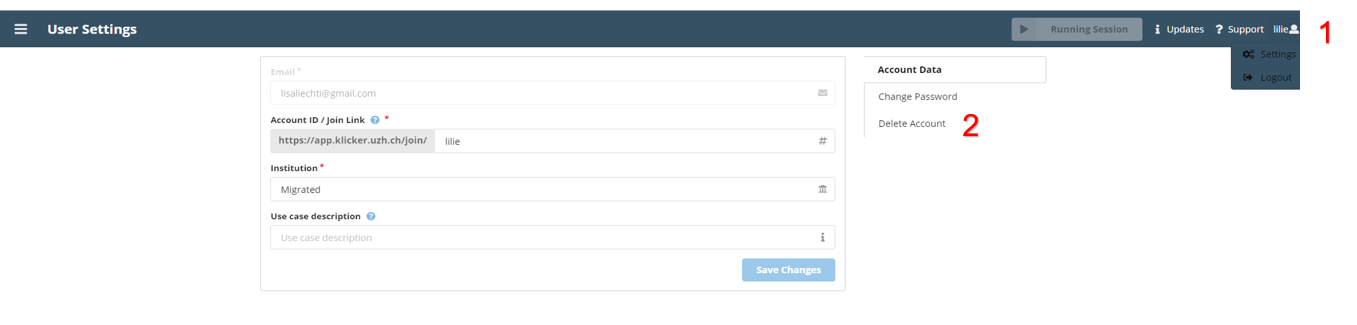 User Settings
Running Session
Updates
Support
lilie
1
Settings
Logout
Email *
lisaliechti@gmail.com
Account ID / Join Link *
https://app.klicker.uzh.ch/join/ lilie #
Institution *
Migrated
Use case description
Use case description
Save Changes
Account Data
Change Password
Delete Account 2